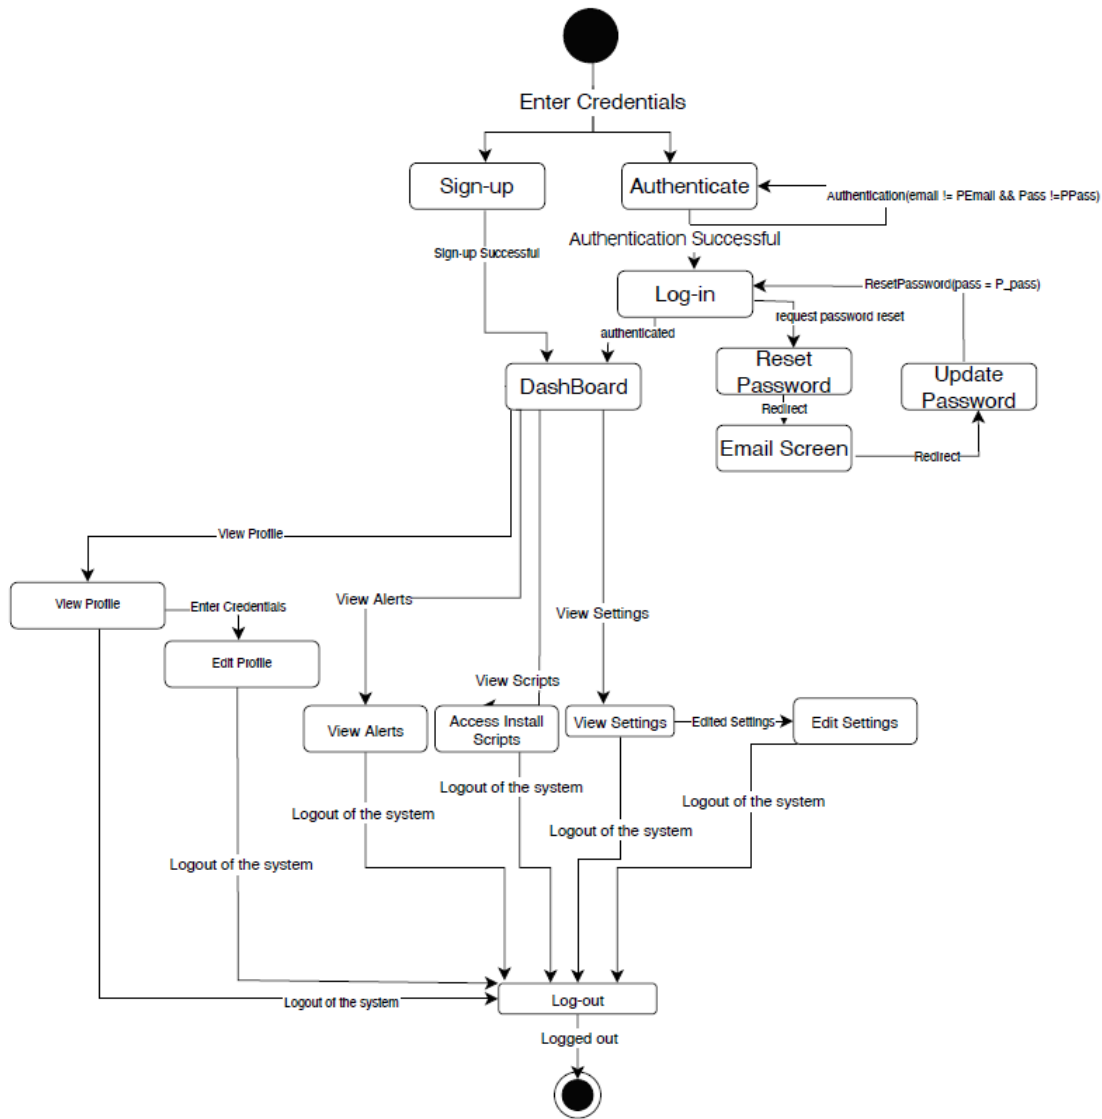 Enter Credentials
Sign-up
Authenticate
Authentication(email != PEmail && Pass !=PPass)
Authentication Successful
Sign-up Successful
Log-in
ResetPassword(pass = P_pass)
request password reset
authenticated
Reset
Password
Update
Password
DashBoard
Redirect
Email Screen
Redirect
View Profile
View Profile
Enter Credentials
View Alerts
View Settings
Edit Profile
View Scripts
View Alerts
Access Install
Scripts
View Settings
Edited Settings
Edit Settings
Logout of the system
Logout of the system
Logout of the system
Logout of the system
Logout of the system
Logout of the system
Log-out
Logged out